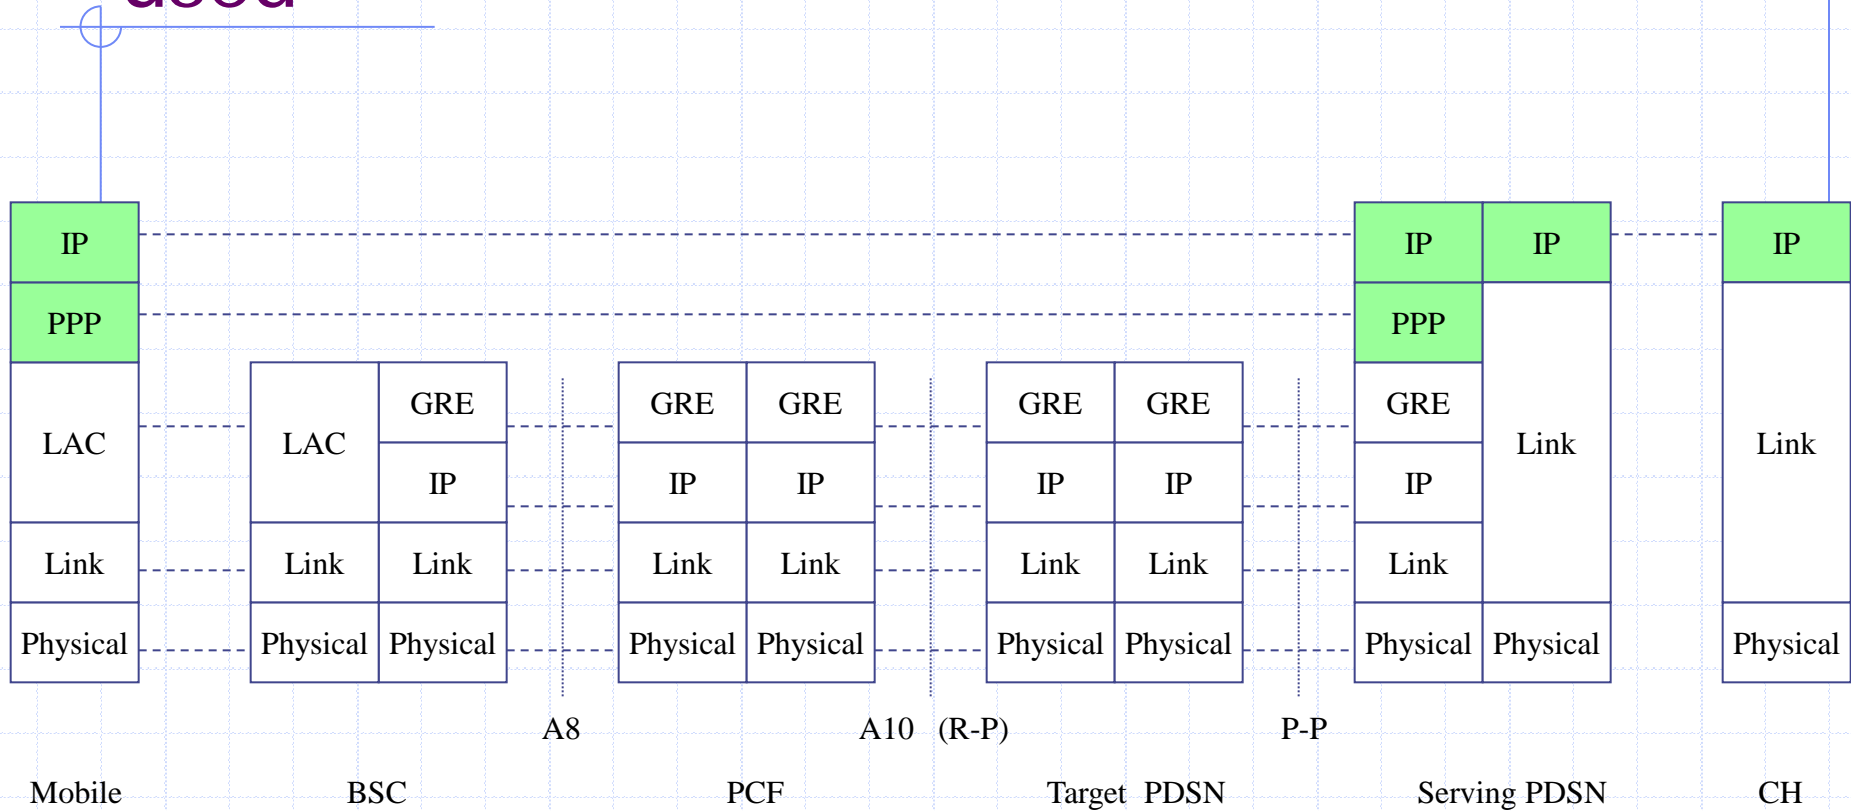 used
IP IP IP IP
PPP PPP
GRE GRE GRE GRE GRE GRE
LAC LAC Link Link
IP IP IP IP IP IP
Link Link Link Link Link Link Link Link
Physical Physical Physical Physical Physical Physical Physical Physical Physical Physical
A8 A10 (R-P) P-P
Mobile BSC PCF Target PDSN Serving PDSN CH